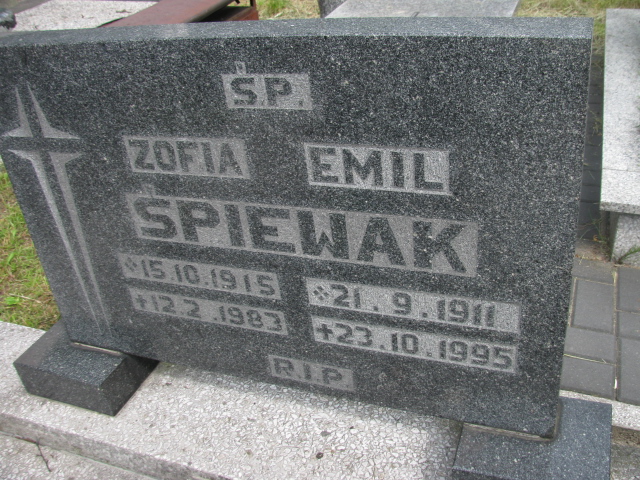 Ś.P.
ZOFIA EMIL
ŚPIEWAK
*15.10.1915 *21.9.1911
+12.2.1983 +23.10.1995
R.I.P